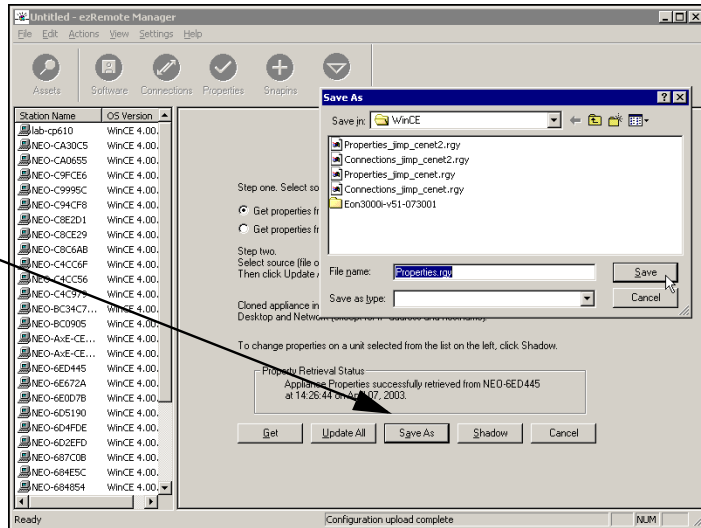 Untitled - ezRemote Manager
File Edit Actions View Settings Help
Assets Software Connections Properties Snapins
Station Name OS Version
lab-cp610 WinCE 4.00.
NEO-CA30C5 WinCE 4.00.
NEO-CA0655 WinCE 4.00.
NEO-C9FCE6 WinCE 4.00.
NEO-C9995C WinCE 4.00.
NEO-C94CF8 WinCE 4.00.
NEO-C8E2D1 WinCE 4.00.
NEO-C8CE29 WinCE 4.00.
NEO-C8C6AB WinCE 4.00.
NEO-C4CC6F WinCE 4.00.
NEO-C4CC56 WinCE 4.00.
NEO-C4C979 WinCE 4.00.
NEO-BC34C7... WinCE 4.00.
NEO-BC0905 WinCE 4.00.
NEO-AxE-CE... WinCE 4.00.
NEO-AxE-CE... WinCE 4.00.
NEO-6ED445 WinCE 4.00.
NEO-6E672A WinCE 4.00.
NEO-6E0D7B WinCE 4.00.
NEO-6D5190 WinCE 4.00.
NEO-6D4FDE WinCE 4.00.
NEO-6D2EFD WinCE 4.00.
NEO-687C0B WinCE 4.00.
NEO-684E5C WinCE 4.00.
NEO-684854 WinCE 4.00.
Step one. Select so
Get properties fr
Get properties fr
Step two.
Select source (file o
Then click Update
Cloned appliance in
Desktop and Network
To change properties on a unit selected from the list on the left, click Shadow.
Property Retrieval Status
Appliance Properties successfully retrieved from NEO-6ED445
at 14:26:44 on April 07, 2003.
Get Update All Save As Shadow Cancel
Save As
Save in: WinCE
Properties_jimp_cenet2.rgy
Connections_jimp_cenet2.rgy
Properties_jimp_cenet.rgy
Connections_jimp_cenet.rgy
Eon3000i-v51-073001
File name: Properties.rgy Save
Save as type: Cancel
Ready Configuration upload complete NUM